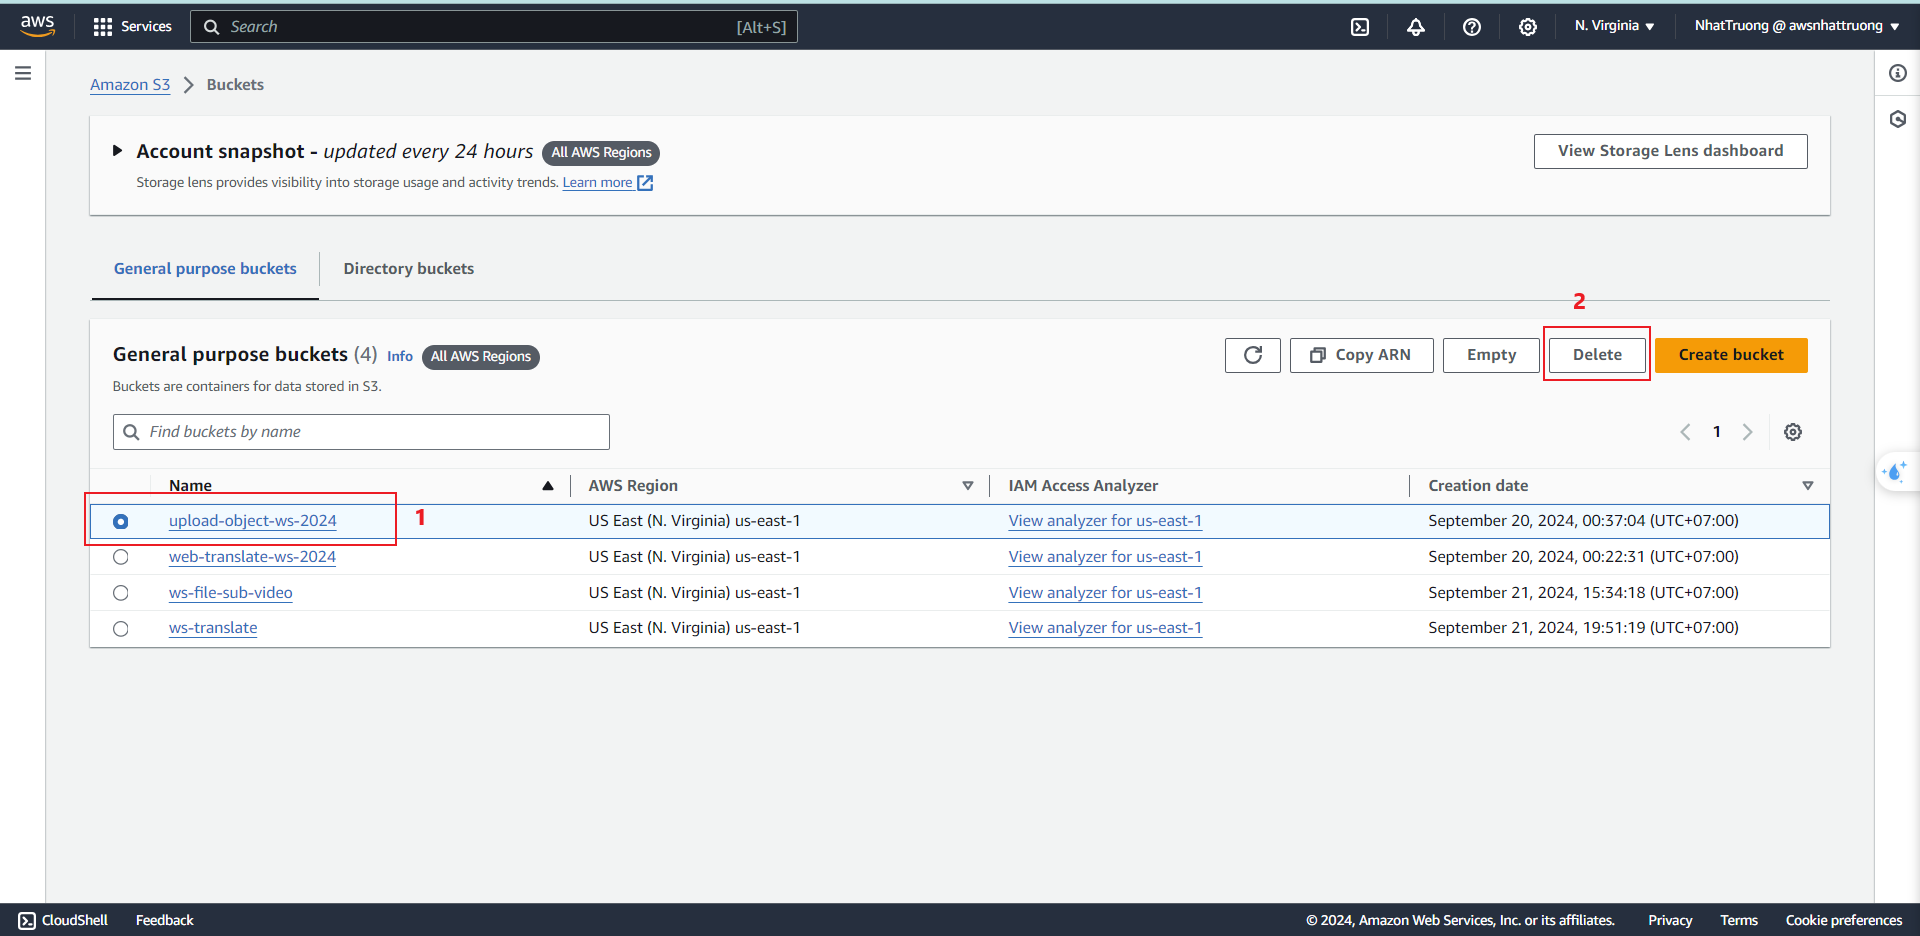 aws Services Search [Alt+S] N. Virginia NhatTruong @ awsnhattruong
Amazon S3 Buckets
Account snapshot - updated every 24 hours All AWS Regions View Storage Lens dashboard
Storage lens provides visibility into storage usage and activity trends. Learn more
General purpose buckets Directory buckets
2
General purpose buckets (4) Info All AWS Regions Copy ARN Empty Delete Create bucket
Buckets are containers for data stored in S3.
Find buckets by name 1
Name AWS Region IAM Access Analyzer Creation date
upload-object-ws-2024 1 US East (N. Virginia) us-east-1 View analyzer for us-east-1 September 20, 2024, 00:37:04 (UTC+07:00)
web-translate-ws-2024 US East (N. Virginia) us-east-1 View analyzer for us-east-1 September 20, 2024, 00:22:31 (UTC+07:00)
ws-file-sub-video US East (N. Virginia) us-east-1 View analyzer for us-east-1 September 21, 2024, 15:34:18 (UTC+07:00)
ws-translate US East (N. Virginia) us-east-1 View analyzer for us-east-1 September 21, 2024, 19:51:19 (UTC+07:00)
CloudShell Feedback © 2024, Amazon Web Services, Inc. or its affiliates. Privacy Terms Cookie preferences